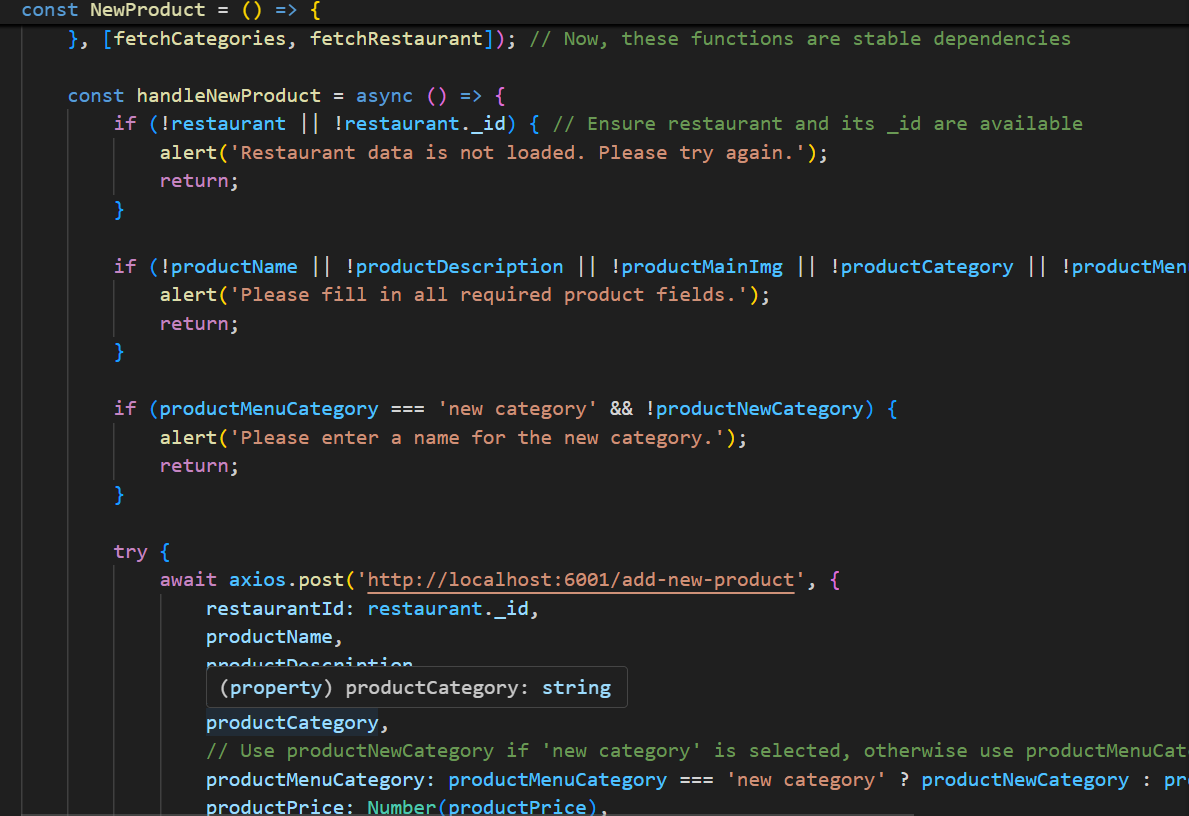 const NewProduct = () => {
}, [fetchCategories, fetchRestaurant]); // Now, these functions are stable dependencies
const handleNewProduct = async () => {
if (!restaurant || !restaurant._id) { // Ensure restaurant and its _id are available
alert('Restaurant data is not loaded. Please try again.');
return;
}
if (!productName || !productDescription || !productMainImg || !productCategory || !productMen
alert('Please fill in all required product fields.');
return;
}
if (productMenuCategory === 'new category' && !productNewCategory) {
alert('Please enter a name for the new category.');
return;
}
try {
await axios.post('http://localhost:6001/add-new-product', {
restaurantId: restaurant._id,
productName,
productDescription
(property) productCategory: string
productCategory,
// Use productNewCategory if 'new category' is selected, otherwise use productMenuCat
productMenuCategory: productMenuCategory === 'new category' ? productNewCategory : pr
productPrice: Number(productPrice),